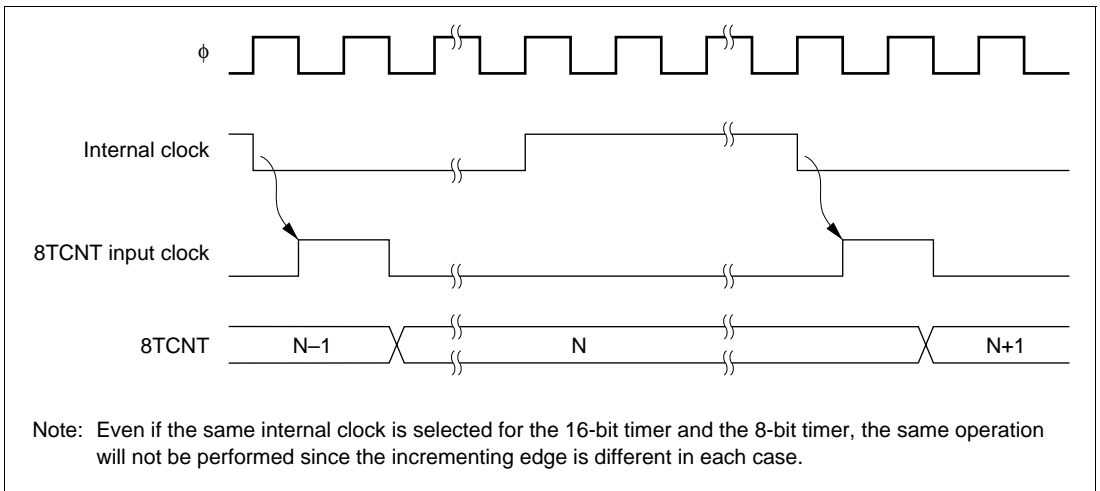 ϕ
Internal clock
8TCNT input clock
8TCNT N–1 N N+1
Note: Even if the same internal clock is selected for the 16-bit timer and the 8-bit timer, the same operation
will not be performed since the incrementing edge is different in each case.